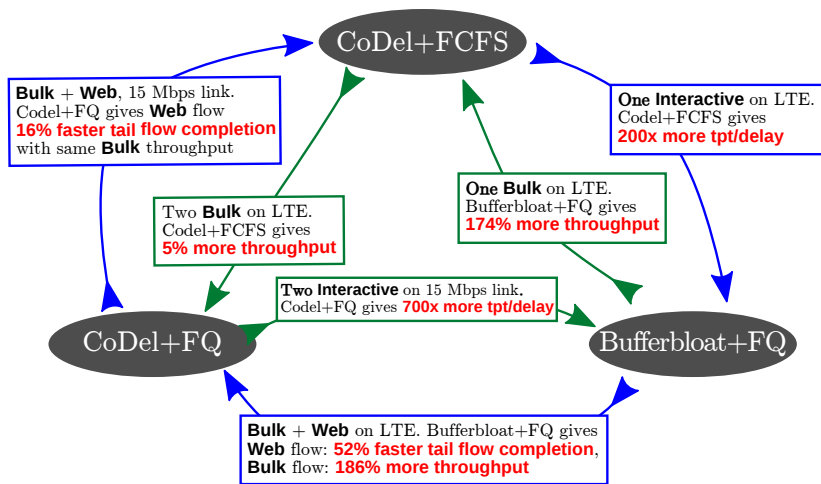 CoDel+FCFS
Bulk + Web, 15 Mbps link.
Codel+FQ gives Web flow
16% faster tail flow completion
with same Bulk throughput
One Interactive on LTE.
Codel+FCFS gives
200x more tpt/delay
Two Bulk on LTE.
Codel+FCFS gives
5% more throughput
One Bulk on LTE.
Bufferbloat+FQ gives
174% more throughput
Two Interactive on 15 Mbps link.
Codel+FQ gives 700x more tpt/delay
CoDel+FQ
Bufferbloat+FQ
Bulk + Web on LTE. Bufferbloat+FQ gives
Web flow: 52% faster tail flow completion,
Bulk flow: 186% more throughput